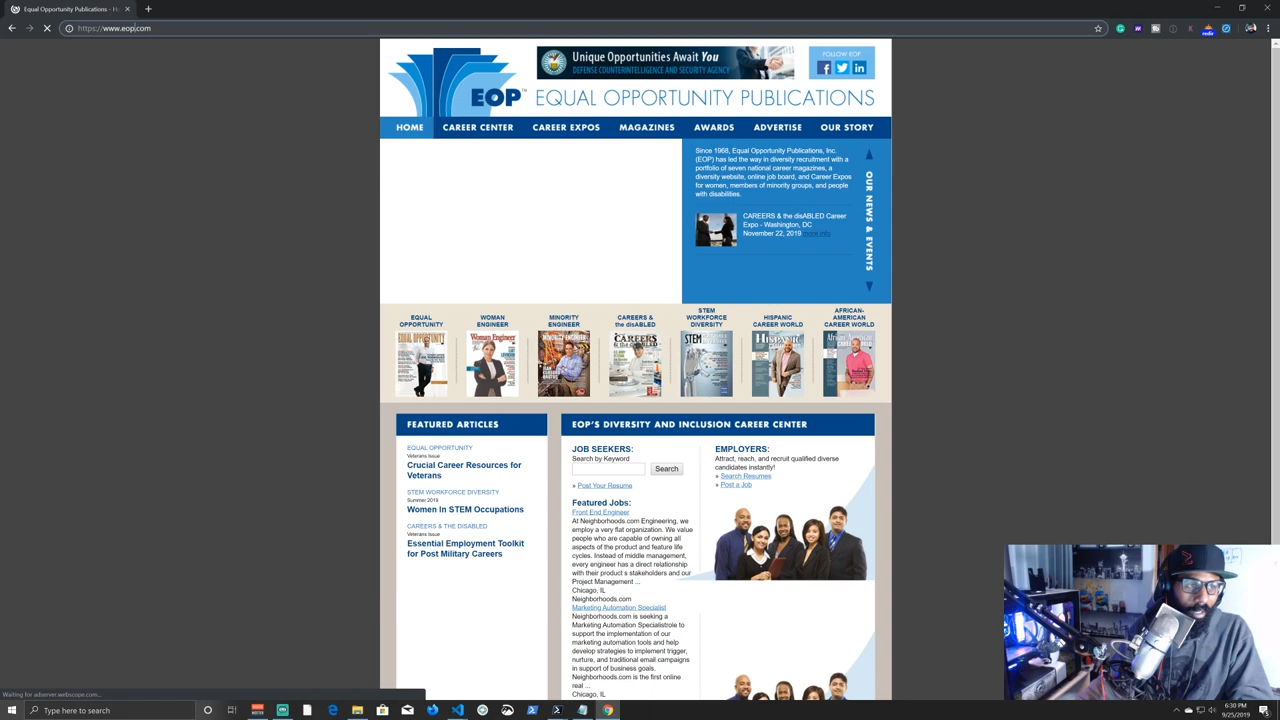 Equal Opportunity Publications - H
https://www.eop.com
Unique Opportunities Await You
DEFENSE COUNTERINTELLIGENCE AND SECURITY AGENCY
FOLLOW EOP
EOP™
EQUAL OPPORTUNITY PUBLICATIONS
HOME
CAREER CENTER
CAREER EXPOS
MAGAZINES
AWARDS
ADVERTISE
OUR STORY
Since 1968, Equal Opportunity Publications, Inc.
(EOP) has led the way in diversity recruitment with a
portfolio of seven national career magazines, a
diversity website, online job board, and Career Expos
for women, members of minority groups, and people
with disabilities.
CAREERS & the disABLED Career
Expo - Washington, DC
November 22, 2019 more info
OUR NEWS & EVENTS
EQUAL
OPPORTUNITY
WOMAN
ENGINEER
MINORITY
ENGINEER
CAREERS &
the disABLED
STEM
WORKFORCE
DIVERSITY
HISPANIC
CAREER WORLD
AFRICAN-
AMERICAN
CAREER WORLD
FEATURED ARTICLES
EQUAL OPPORTUNITY
Veterans Issue
Crucial Career Resources for
Veterans
STEM WORKFORCE DIVERSITY
Summer 2019
Women In STEM Occupations
CAREERS & THE DISABLED
Veterans Issue
Essential Employment Toolkit
for Post Military Careers
EOP'S DIVERSITY AND INCLUSION CAREER CENTER
JOB SEEKERS:
Search by Keyword
Search
» Post Your Resume
Featured Jobs:
Front End Engineer
At Neighborhoods.com Engineering, we
employ a very flat organization. We value
people who are capable of owning all
aspects of the product and feature life
cycles. Instead of middle management,
every engineer has a direct relationship
with their product s stakeholders and our
Project Management ...
Chicago, IL
Neighborhoods.com
Marketing Automation Specialist
Neighborhoods.com is seeking a
Marketing Automation Specialistrole to
support the implementation of our
marketing automation tools and help
develop strategies to implement trigger,
nurture, and traditional email campaigns
in support of business goals.
Neighborhoods.com is the first online
real ...
Chicago, IL
EMPLOYERS:
Attract, reach, and recruit qualified diverse
candidates instantly!
» Search Resumes
» Post a Job
Waiting for adserver.webscope.com...
Type here to search
6:30 PM
9/25/2019